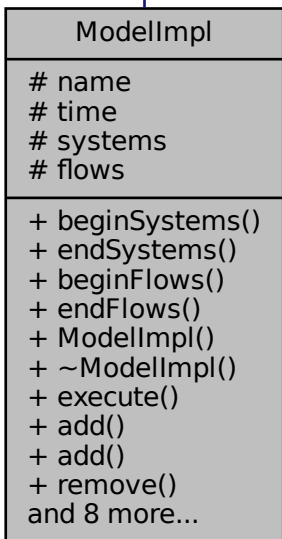 ModelImpl
# name
# time
# systems
# flows
+ beginSystems()
+ endSystems()
+ beginFlows()
+ endFlows()
+ ModelImpl()
+ ~ModelImpl()
+ execute()
+ add()
+ add()
+ remove()
and 8 more...